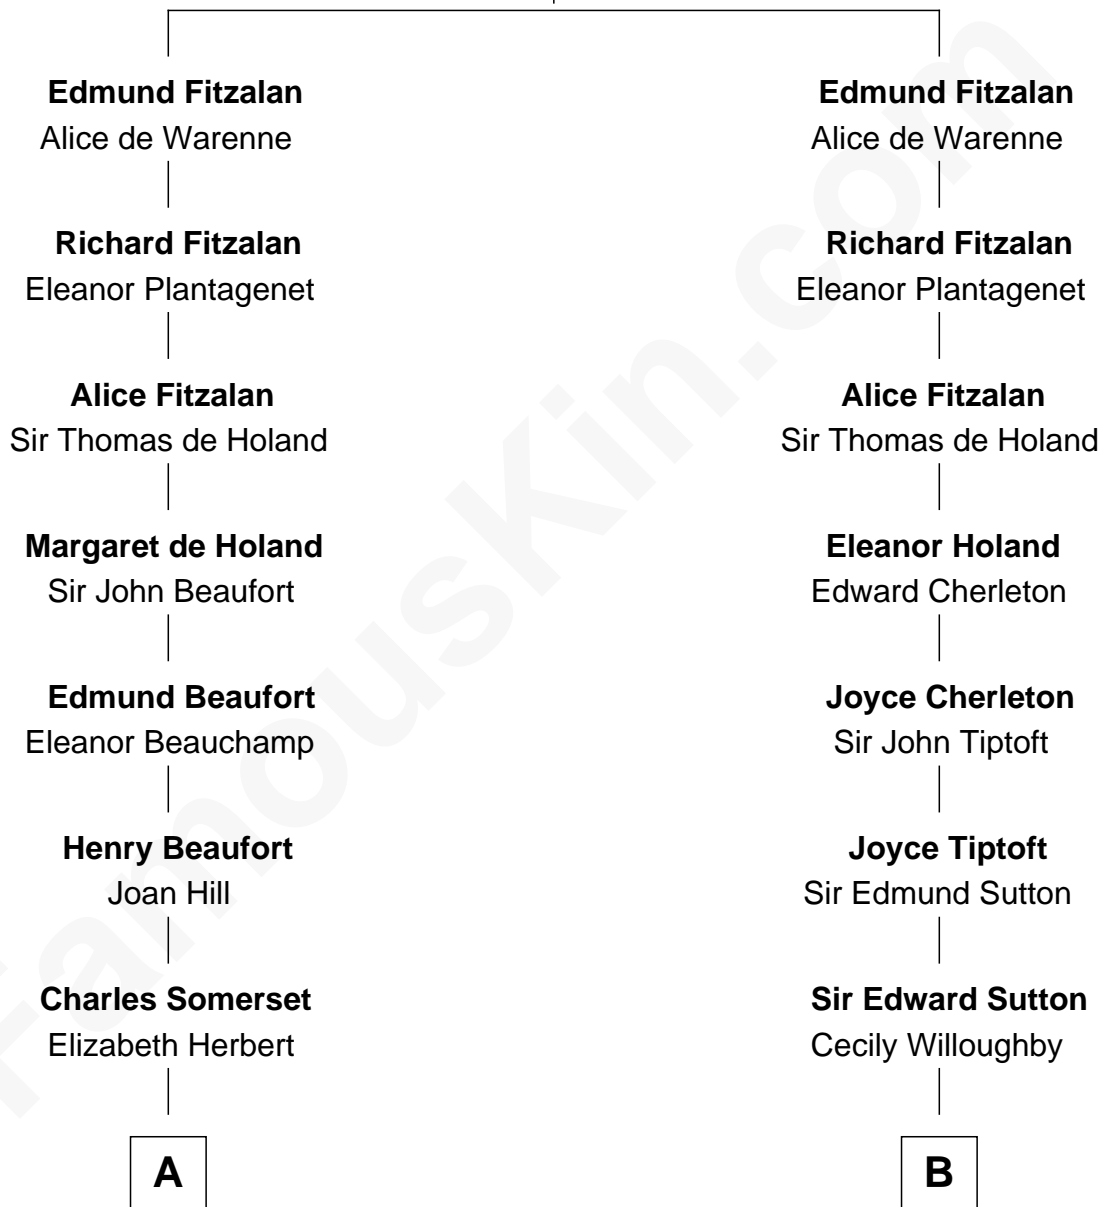 Edmund Fitzalan
Alice de Warenne
Richard Fitzalan
Eleanor Plantagenet
Alice Fitzalan
Sir Thomas de Holand
Margaret de Holand
Sir John Beaufort
Edmund Beaufort
Eleanor Beauchamp
Henry Beaufort
Joan Hill
Charles Somerset
Elizabeth Herbert
A
Edmund Fitzalan
Alice de Warenne
Richard Fitzalan
Eleanor Plantagenet
Alice Fitzalan
Sir Thomas de Holand
Eleanor Holand
Edward Cherleton
Joyce Cherleton
Sir John Tiptoft
Joyce Tiptoft
Sir Edmund Sutton
Sir Edward Sutton
Cecily Willoughby
B
FamousKin.com